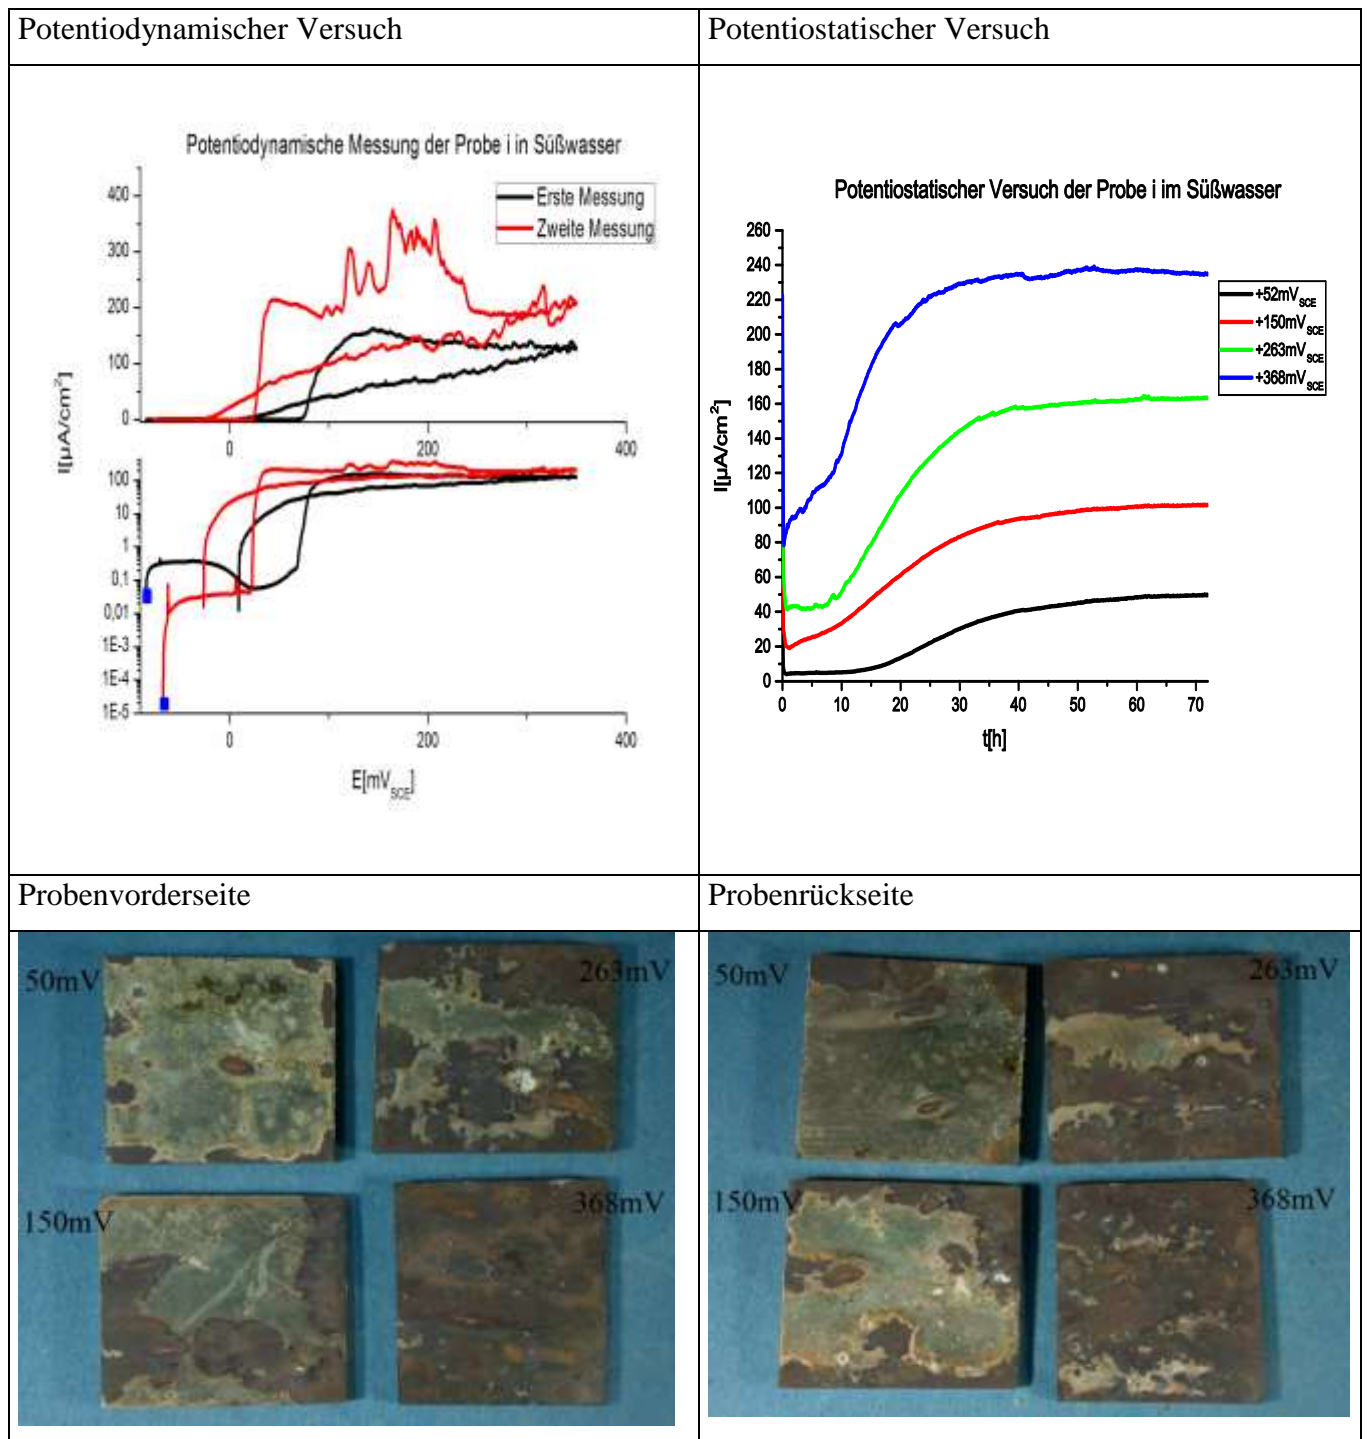 Potentiodynamischer Versuch
Potentiostatischer Versuch
Potentiodynamische Messung der Probe i in Süßwasser
Erste Messung
Zweite Messung
400
300
200
100
0
0
200
400
I[µA/cm²]
100
10
1
0,1
0,01
1E-3
1E-4
1E-5
0
200
400
E[mV_SCE]
Potentiostatischer Versuch der Probe i im Süßwasser
260
240
220
200
180
160
140
120
100
80
60
40
20
0
I[µA/cm²]
+52mV_SCE
+150mV_SCE
+263mV_SCE
+368mV_SCE
0
10
20
30
40
50
60
70
t[h]
Probenvorderseite
Probenrückseite
50mV
263mV
150mV
368mV
50mV
263mV
150mV
368mV